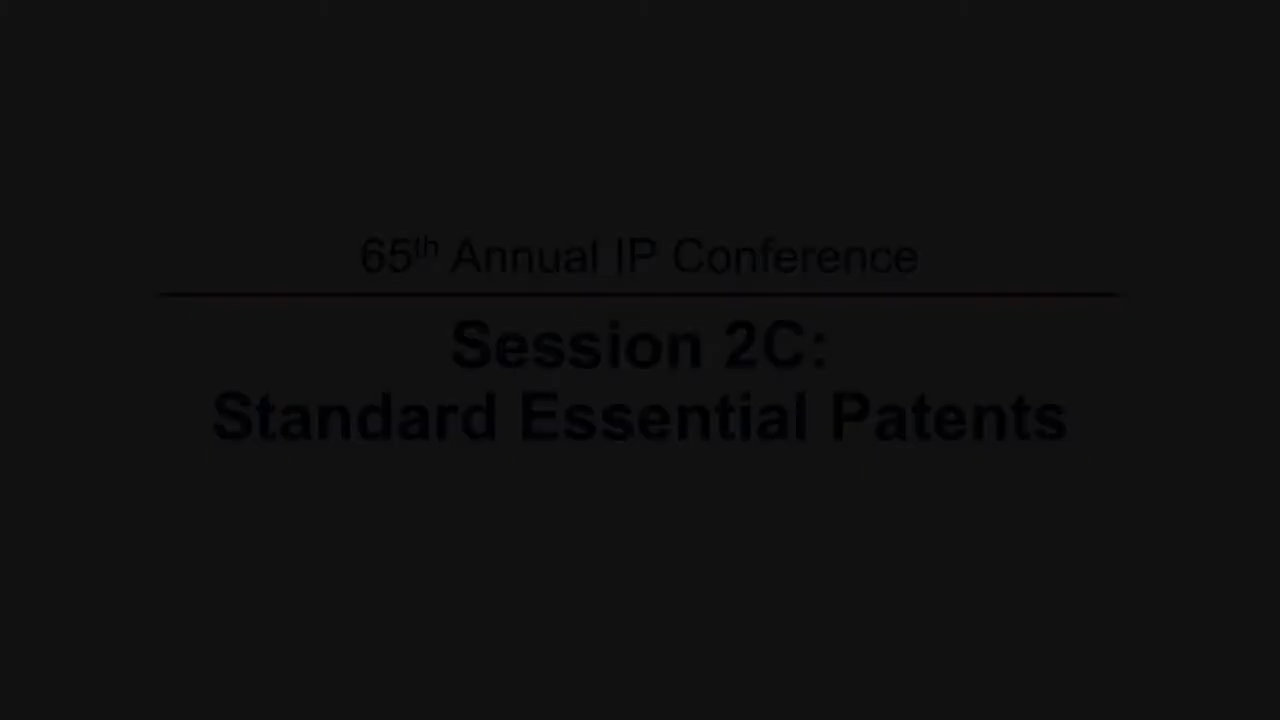 65th Annual IP Conference
Session 2C:
Standard Essential Patents